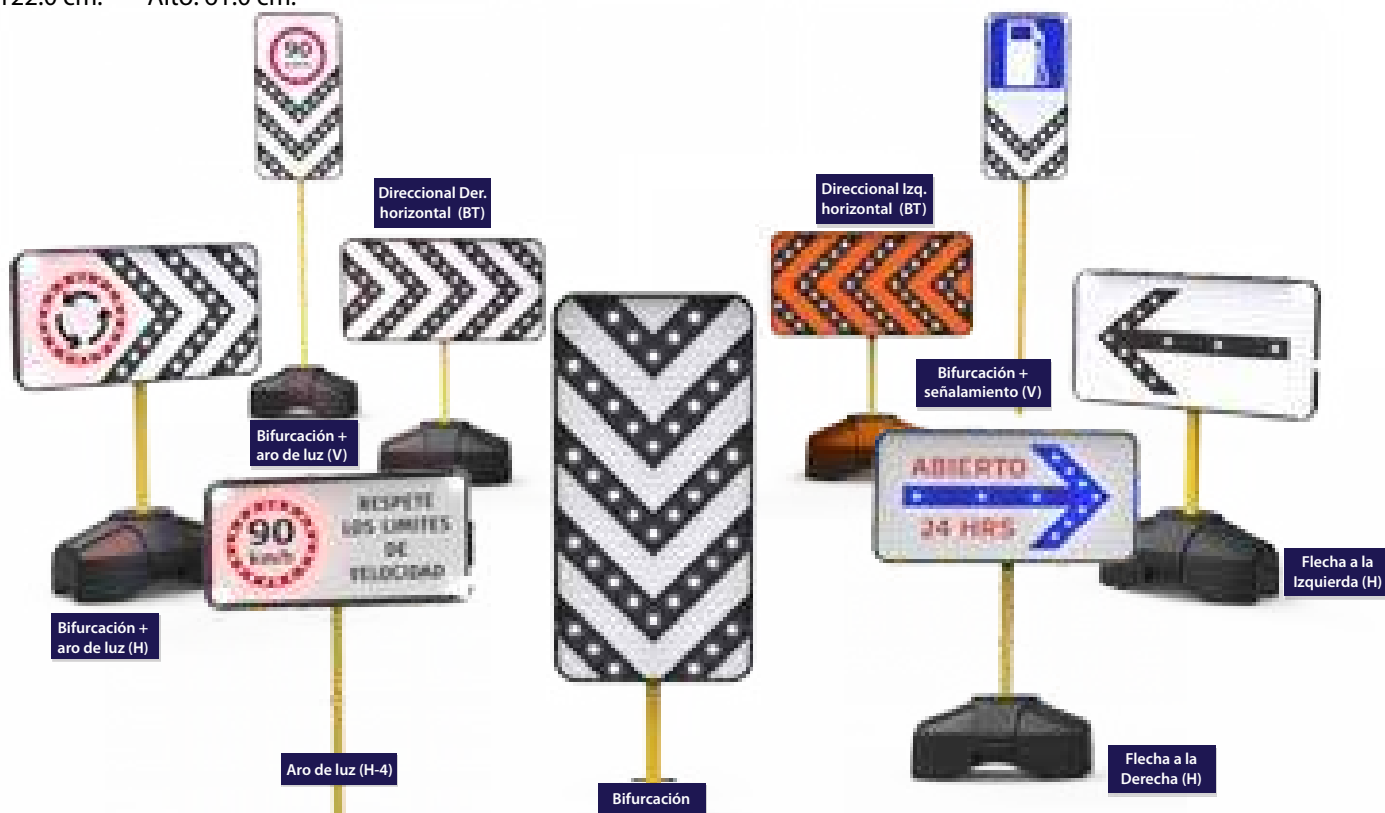 122.0 cm. Alto: 61.0 cm.
90
km/h
Direccional Der.
horizontal (BT)
Direccional Izq.
horizontal (BT)
Bifurcación +
señalamiento (V)
Bifurcación +
aro de luz (V)
ABIERTO
24 HRS
90
km/h
RESPETE
LOS LIMITES
DE
VELOCIDAD
Flecha a la
Izquierda (H)
Bifurcación +
aro de luz (H)
Aro de luz (H-4)
Flecha a la
Derecha (H)
Bifurcación